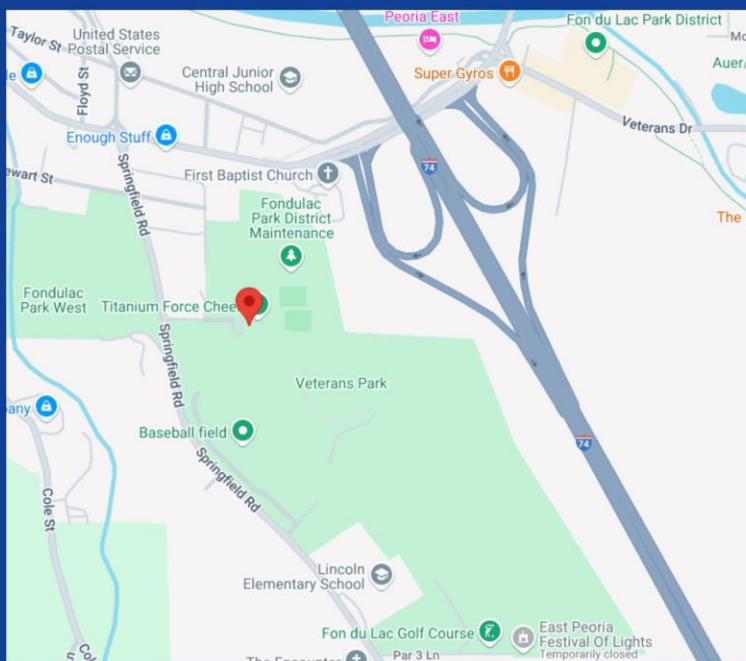 Peoria East
Fon du Lac Park District
Taylor St
United States
Postal Service
Floyd St
Central Junior
High School
Super Gyros
Auer/
Veterans Dr
Enough Stuff
Springfield Rd
First Baptist Church
74
ewart St
Fondulac
Park District
Maintenance
The
Fondulac
Park West
Titanium Force Chee
Springfield Rd
Veterans Park
pany
Baseball field
74
Springfield Rd
Cole St
Lincoln
Elementary School
Fon du Lac Golf Course
East Peoria
Festival Of Lights
Temporarily closed
Par 3 Ln